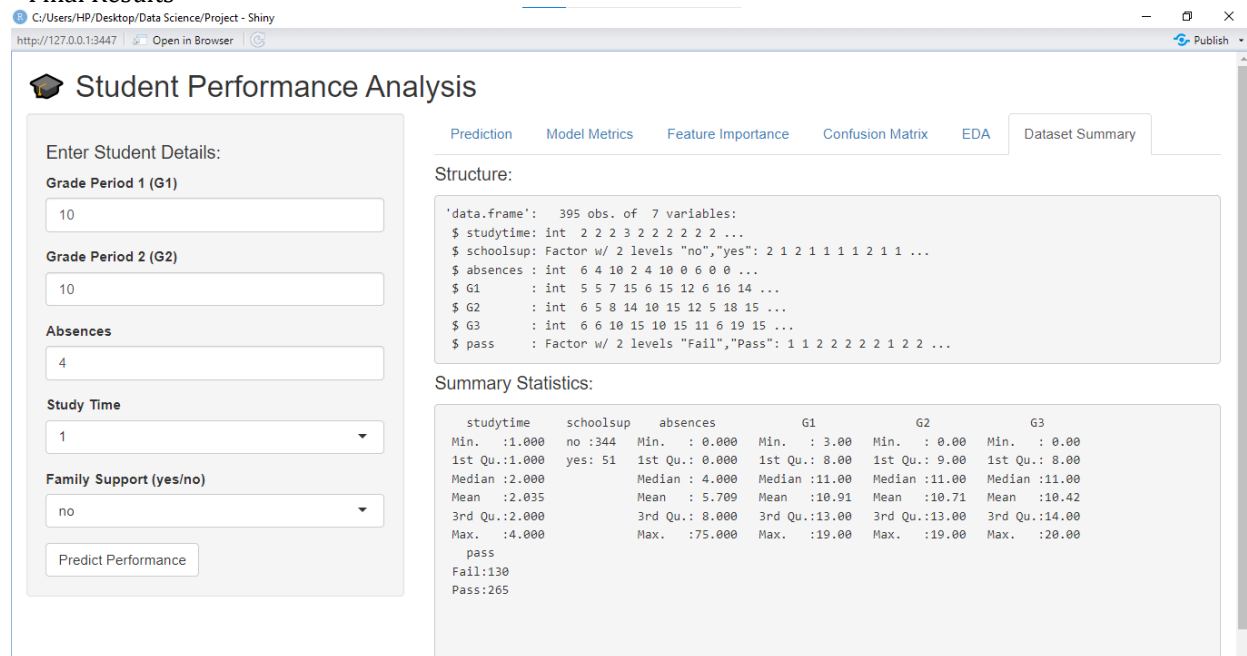 Final Results
C:/Users/HP/Desktop/Data Science/Project - Shiny
http://127.0.0.1:3447 Open in Browser Publish
Student Performance Analysis
Enter Student Details:
Grade Period 1 (G1)
10
Grade Period 2 (G2)
10
Absences
4
Study Time
1
Family Support (yes/no)
no
Predict Performance
Prediction Model Metrics Feature Importance Confusion Matrix EDA Dataset Summary
Structure:
'data.frame':   395 obs. of  7 variables:
$ studytime: int  2 2 2 3 2 2 2 2 2 2 ...
$ schoolsup: Factor w/ 2 levels "no","yes": 2 1 2 1 1 1 1 2 1 1 ...
$ absences : int  6 4 10 2 4 10 0 6 0 0 ...
$ G1       : int  5 5 7 15 6 15 12 6 16 14 ...
$ G2       : int  6 5 8 14 10 15 12 5 18 15 ...
$ G3       : int  6 6 10 15 10 15 11 6 19 15 ...
$ pass     : Factor w/ 2 levels "Fail","Pass": 1 1 2 2 2 2 2 1 2 2 ...
Summary Statistics:
studytime schoolsup absences G1 G2 G3
Min.   :1.000   no :344   Min.   : 0.000   Min.   : 3.00   Min.   : 0.00   Min.   : 0.00
1st Qu.:1.000   yes: 51   1st Qu.: 0.000   1st Qu.: 8.00   1st Qu.: 9.00   1st Qu.: 8.00
Median :2.000   Median : 4.000   Median :11.00   Median :11.00   Median :11.00
Mean   :2.035   Mean   : 5.709   Mean   :10.91   Mean   :10.71   Mean   :10.42
3rd Qu.:2.000   3rd Qu.: 8.000   3rd Qu.:13.00   3rd Qu.:13.00   3rd Qu.:14.00
Max.   :4.000   Max.   :75.000   Max.   :19.00   Max.   :19.00   Max.   :20.00
pass
Fail:130
Pass:265